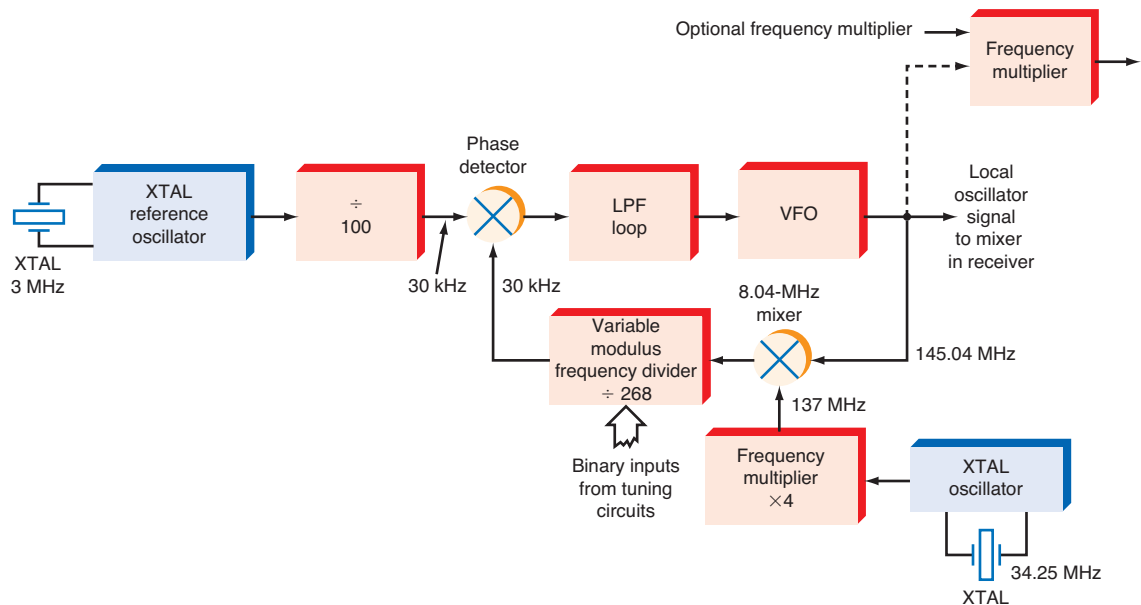 Optional frequency multiplier
Frequency
multiplier
XTAL
reference
oscillator
XTAL
3 MHz
÷
100
30 kHz
Phase
detector
30 kHz
LPF
loop
VFO
Local
oscillator
signal
to mixer
in receiver
145.04 MHz
8.04-MHz
mixer
Variable
modulus
frequency divider
÷ 268
Binary inputs
from tuning
circuits
137 MHz
Frequency
multiplier
×4
XTAL
oscillator
34.25 MHz
XTAL